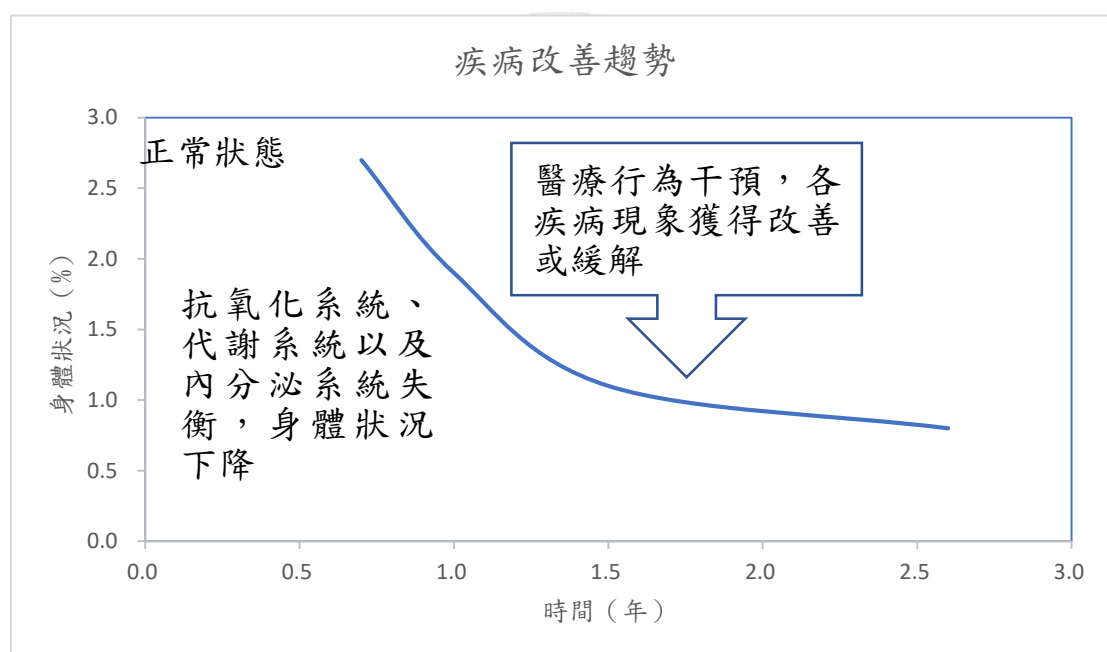 疾病改善趨勢
3.0
正常狀態
2.5
2.0
1.5
1.0
0.5
0.0
身體狀況（%）
醫療行為干預，各
疾病現象獲得改善
或緩解
抗氧化系統、
代謝系統以及
內分泌系統失
衡，身體狀況
下降
0.0 0.5 1.0 1.5 2.0 2.5 3.0
時間（年）